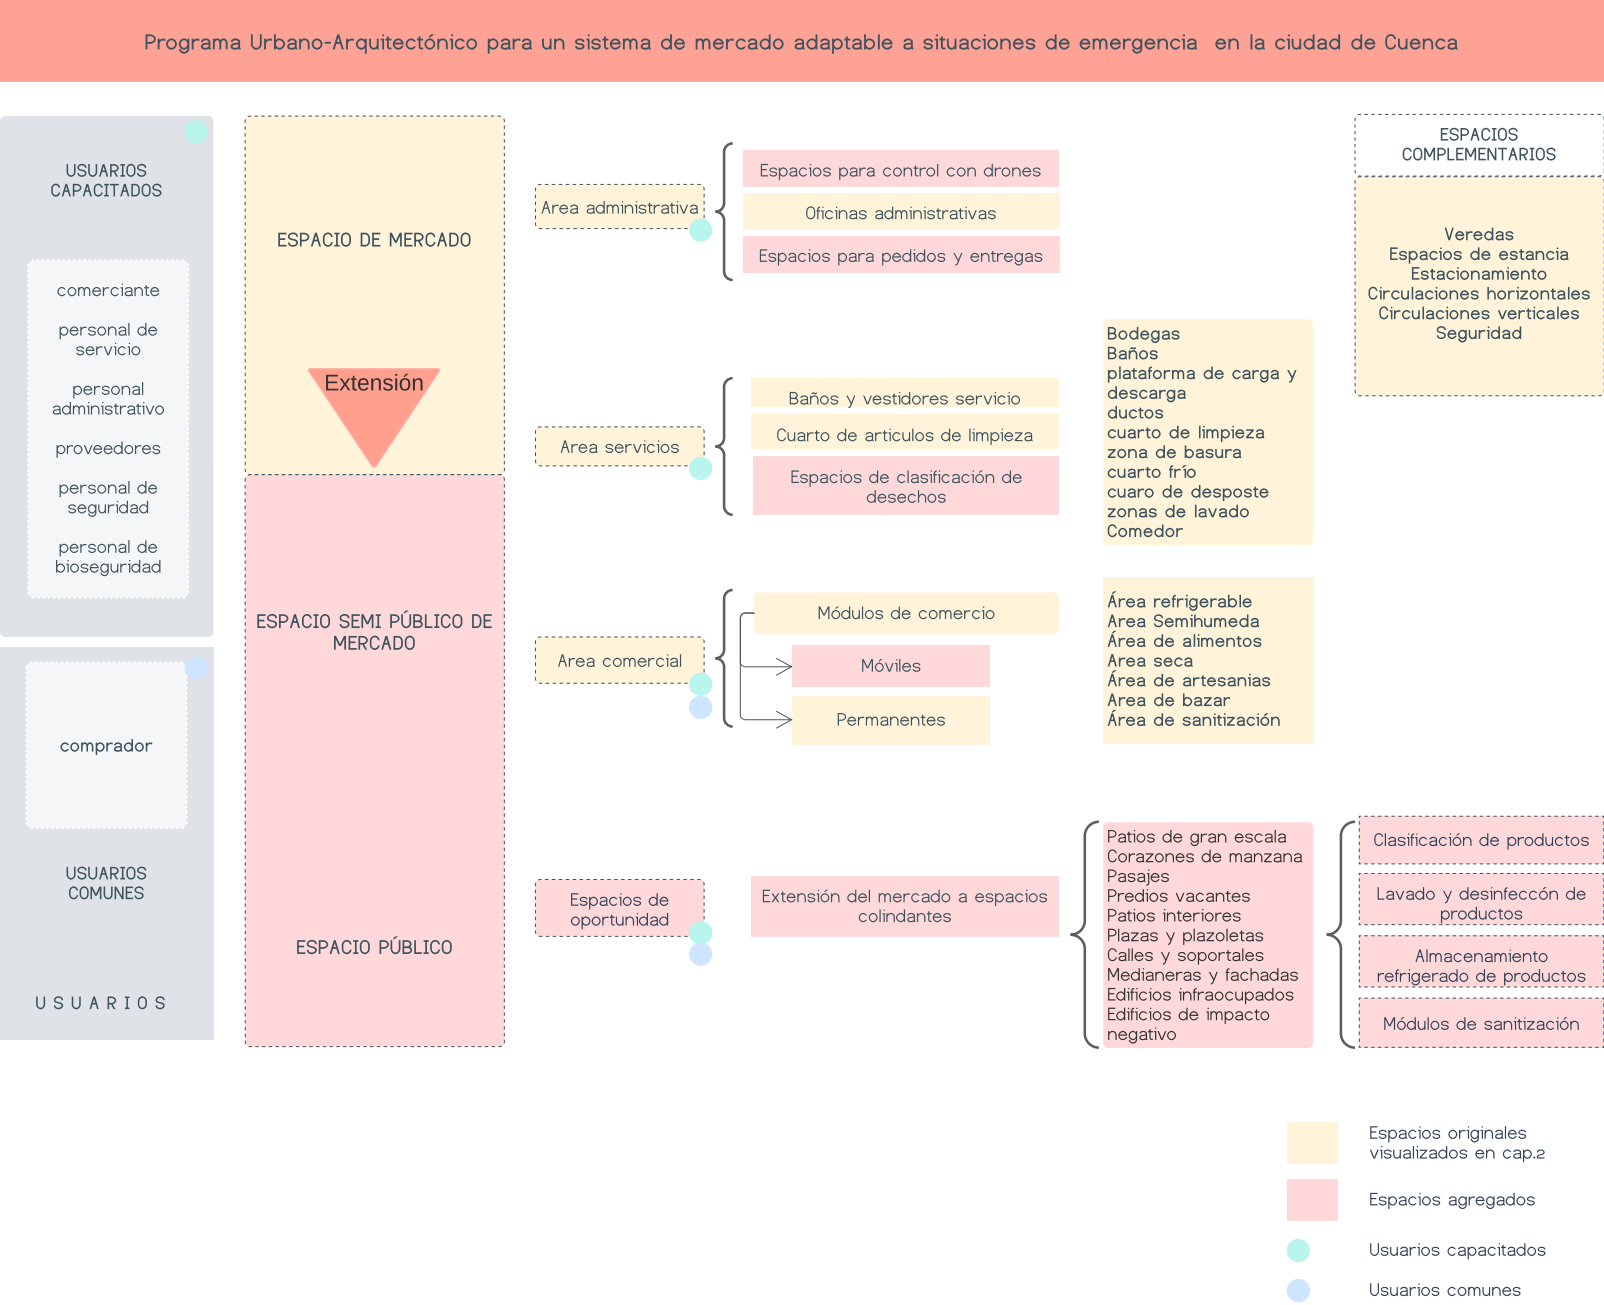 Programa Urbano-Arquitectónico para un sistema de mercado adaptable a situaciones de emergencia  en la ciudad de Cuenca
USUARIOS
CAPACITADOS
comerciante
personal de
servicio
personal
administrativo
proveedores
personal de
seguridad
personal de
bioseguridad
comprador
USUARIOS
COMUNES
USUARIOS
ESPACIO DE MERCADO
Extensión
ESPACIO SEMI PÚBLICO DE
MERCADO
ESPACIO PÚBLICO
Area administrativa
Espacios para control con drones
Oficinas administrativas
Espacios para pedidos y entregas
Area servicios
Baños y vestidores servicio
Cuarto de articulos de limpieza
Espacios de clasificación de
desechos
Bodegas
Baños
plataforma de carga y
descarga
ductos
cuarto de limpieza
zona de basura
cuarto frío
cuaro de desposte
zonas de lavado
Comedor
Area comercial
Módulos de comercio
Móviles
Permanentes
Área refrigerable
Area Semihumeda
Área de alimentos
Area seca
Área de artesanias
Area de bazar
Área de sanitización
Espacios de
oportunidad
Extensión del mercado a espacios
colindantes
Patios de gran escala
Corazones de manzana
Pasajes
Predios vacantes
Patios interiores
Plazas y plazoletas
Calles y soportales
Medianeras y fachadas
Edificios infraocupados
Edificios de impacto
negativo
Clasificación de productos
Lavado y desinfeccón de
productos
Almacenamiento
refrigerado de productos
Módulos de sanitización
ESPACIOS
COMPLEMENTARIOS
Veredas
Espacios de estancia
Estacionamiento
Circulaciones horizontales
Circulaciones verticales
Seguridad
Espacios originales
visualizados en cap.2
Espacios agregados
Usuarios capacitados
Usuarios comunes